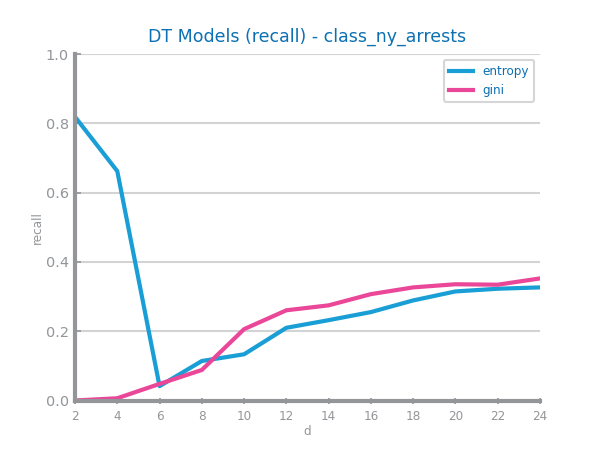 DT Models (recall) - class_ny_arrests
1.0
0.8
0.6
0.4
0.2
0.0
recall
entropy
gini
2 4 6 8 10 12 14 16 18 20 22 24
d